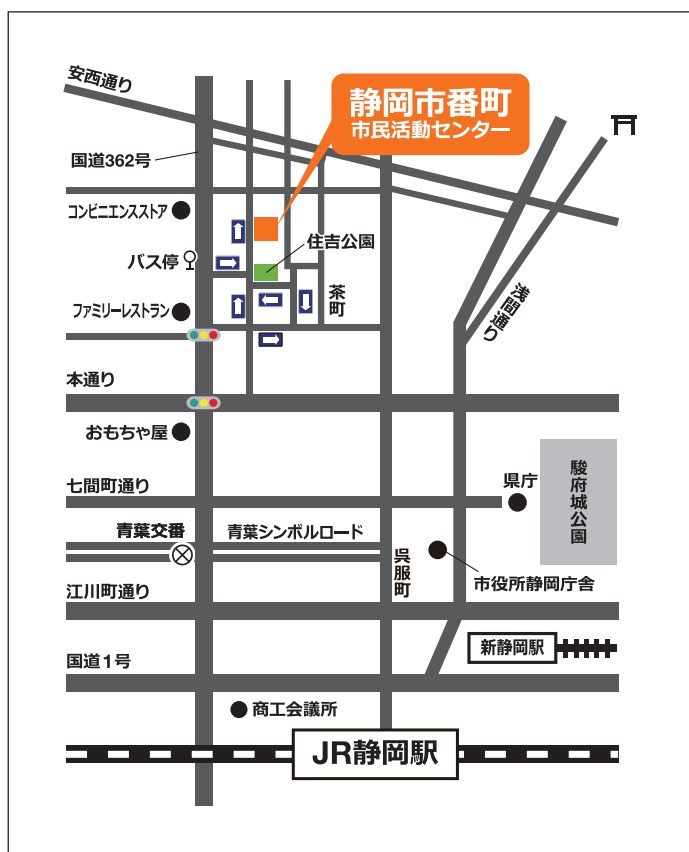 安西通り
静岡市番町
市民活動センター
国道362号
コンビニエンスストア
住吉公園
バス停
茶町
ファミリーレストラン
浅間通り
本通り
おもちゃ屋
駿府城公園
県庁
七間町通り
青葉交番
青葉シンボルロード
呉服町
市役所静岡庁舎
江川町通り
新静岡駅
国道1号
商工会議所
JR静岡駅